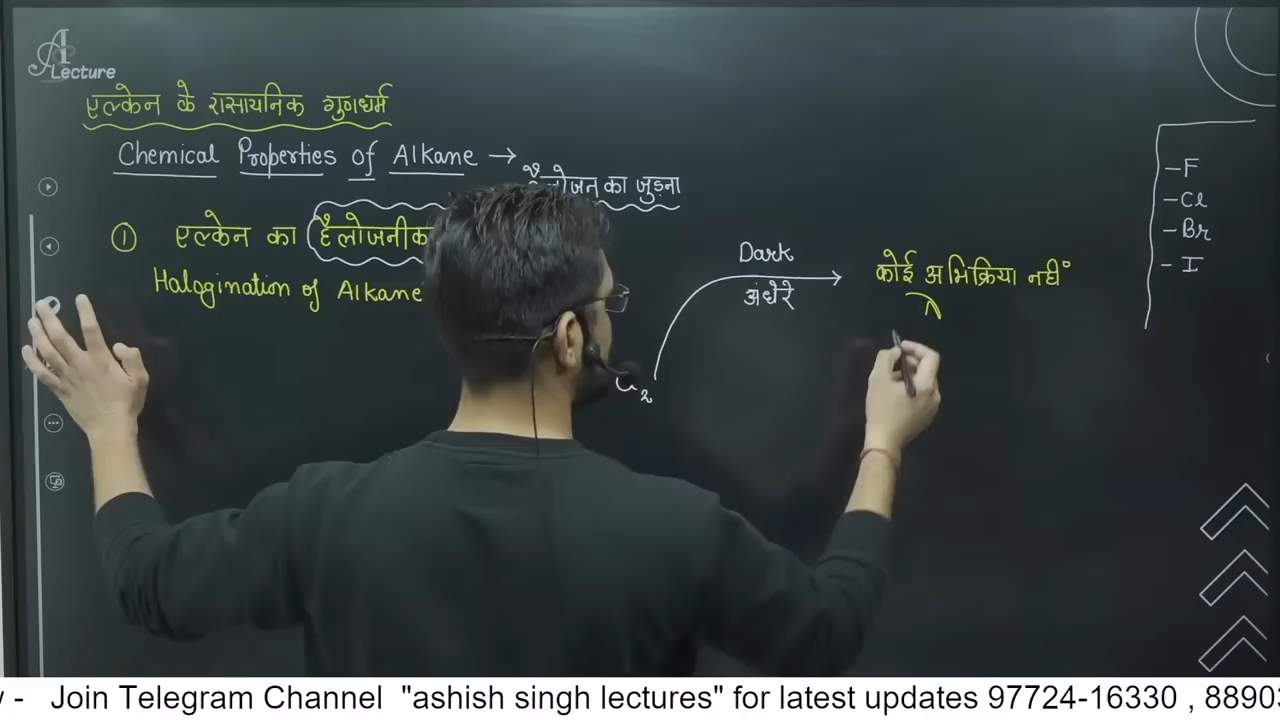 A Lecture
एल्केन के रासायनिक गुणधर्म
Chemical Properties of Alkane →
का जुड़ना
① एल्केन का
Halogination of Alkane
Dark
अंधेरे
कोई अभिक्रिया नहीं
- F
- Cl
- Br
- I
Join Telegram Channel "ashish singh lectures" for latest updates 97724-16330 ,